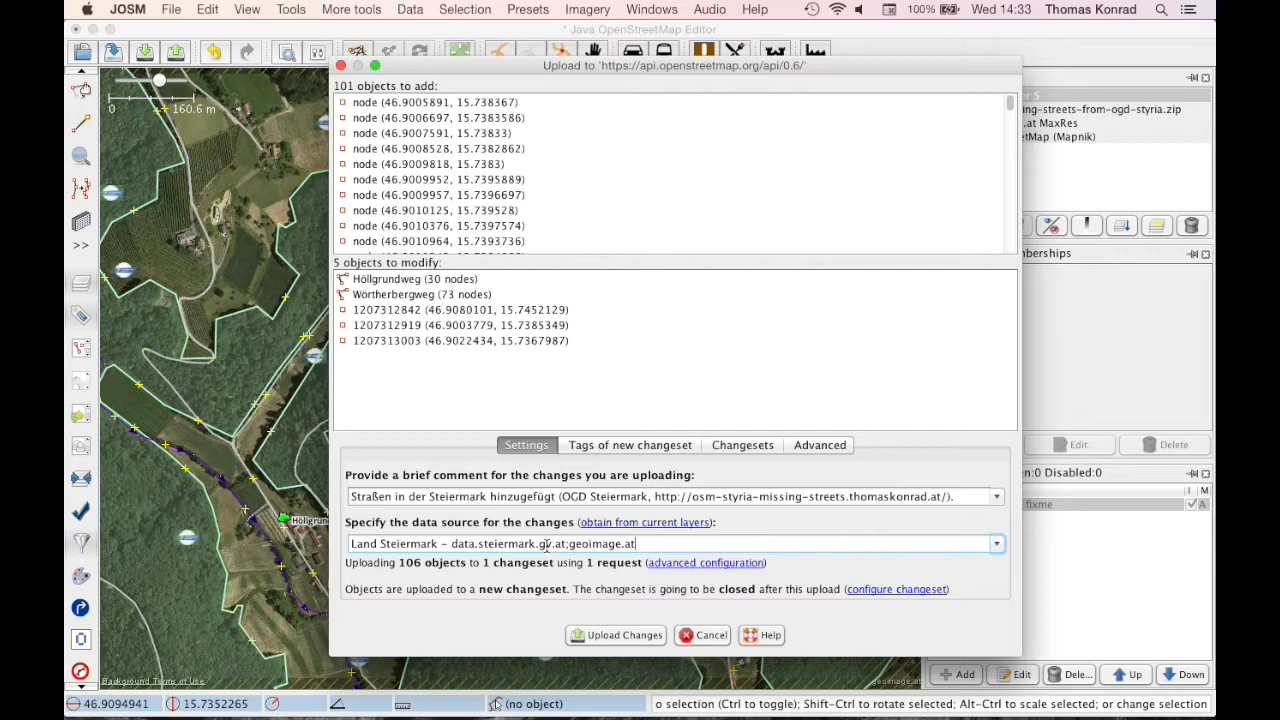 JOSM File Edit View Tools More tools Data Selection Presets Imagery Windows Audio Help 100% Wed 14:33 Thomas Konrad
* Java OpenStreetMap Editor
Upload to 'https://api.openstreetmap.org/api/0.6/'
101 objects to add:
node (46.9005891, 15.738367)
node (46.9006697, 15.7383586)
node (46.9007591, 15.73833)
node (46.9008528, 15.7382862)
node (46.9009818, 15.7383)
node (46.9009952, 15.7395889)
node (46.9009957, 15.7396697)
node (46.9010125, 15.739528)
node (46.9010376, 15.7397574)
node (46.9010964, 15.7393736)
5 objects to modify:
Höllgrundweg (30 nodes)
Wörtherbergweg (73 nodes)
1207312842 (46.9080101, 15.7452129)
1207312919 (46.9003779, 15.7385349)
1207313003 (46.9022434, 15.7367987)
Settings Tags of new changeset Changesets Advanced
Provide a brief comment for the changes you are uploading:
Straßen in der Steiermark hinzugefügt (OGD Steiermark, http://osm-styria-missing-streets.thomaskonrad.at/).
Specify the data source for the changes (obtain from current layers):
Land Steiermark - data.steiermark.gv.at;geoimage.at
Uploading 106 objects to 1 changeset using 1 request (advanced configuration)
Objects are uploaded to a new changeset. The changeset is going to be closed after this upload (configure changeset)
Upload Changes Cancel Help
0 160.6 m
>>
Höllgrun
Background Terms of Use
geoimage.at
S
ing-streets-from-ogd-styria.zip
.at MaxRes
etMap (Mapnik)
emberships
Edit Delete
en:0 Disabled:0
I M
fixme
Add Edit Dele... Up Down
46.9094941 15.7352265 (no object) o selection (Ctrl to toggle); Shift-Ctrl to rotate selected; Alt-Ctrl to scale selected; or change selection